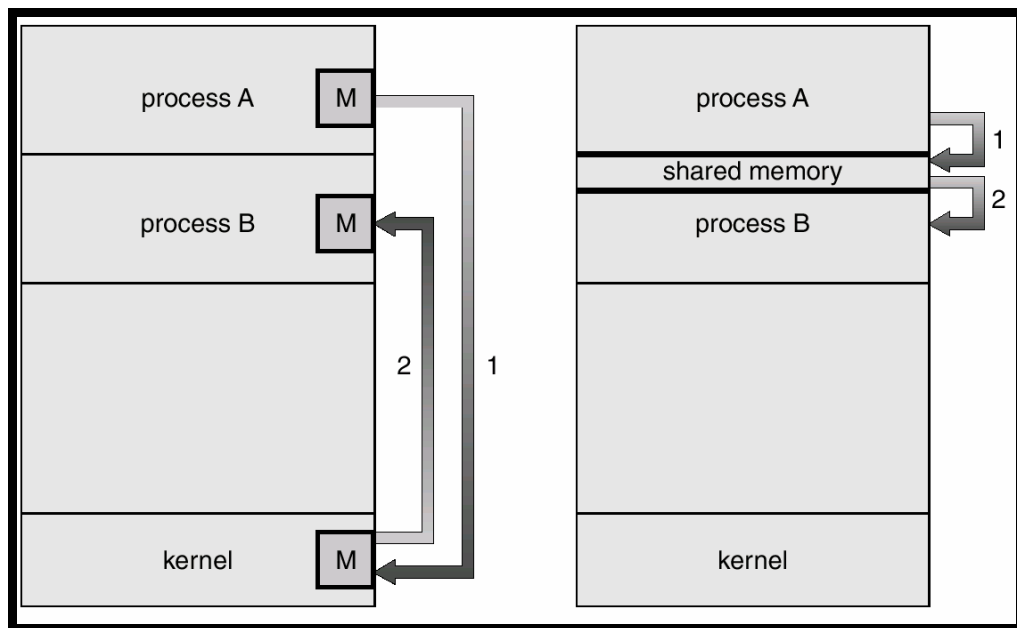 process A
M
process B
M
2
1
kernel
M
process A
1
shared memory
2
process B
kernel